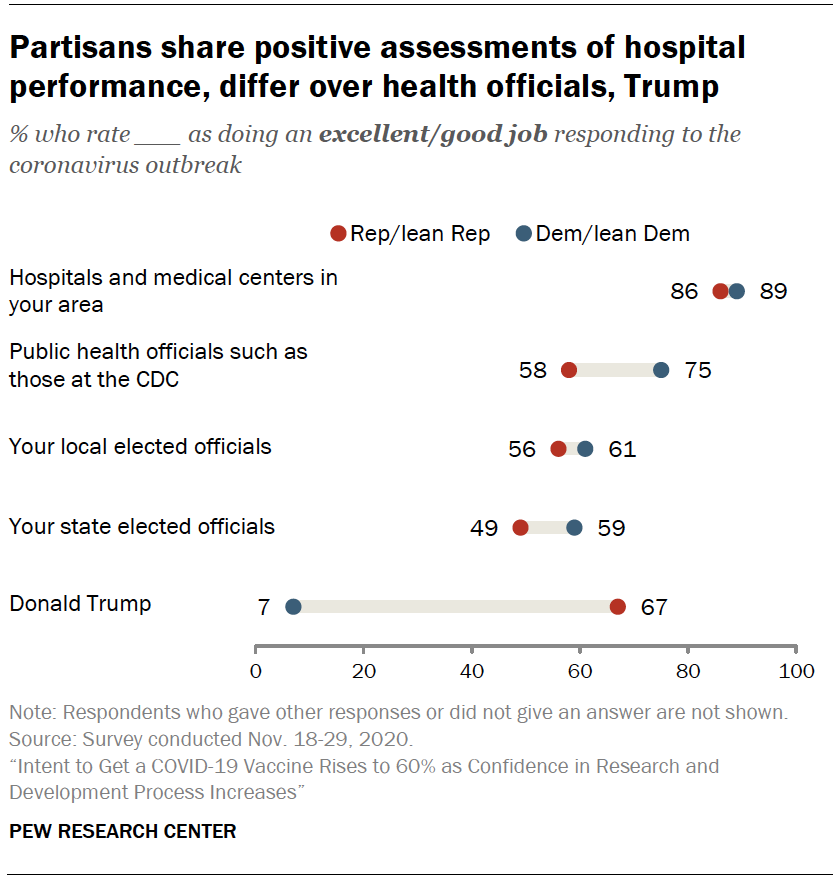 Partisans share positive assessments of hospital
performance, differ over health officials, Trump
% who rate ___ as doing an excellent/good job responding to the
coronavirus outbreak
Rep/lean Rep Dem/lean Dem
Hospitals and medical centers in
your area
86 89
Public health officials such as
those at the CDC
58 75
Your local elected officials 56 61
Your state elected officials 49 59
Donald Trump 7 67
0 20 40 60 80 100
Note: Respondents who gave other responses or did not give an answer are not shown.
Source: Survey conducted Nov. 18-29, 2020.
“Intent to Get a COVID-19 Vaccine Rises to 60% as Confidence in Research and
Development Process Increases”
PEW RESEARCH CENTER